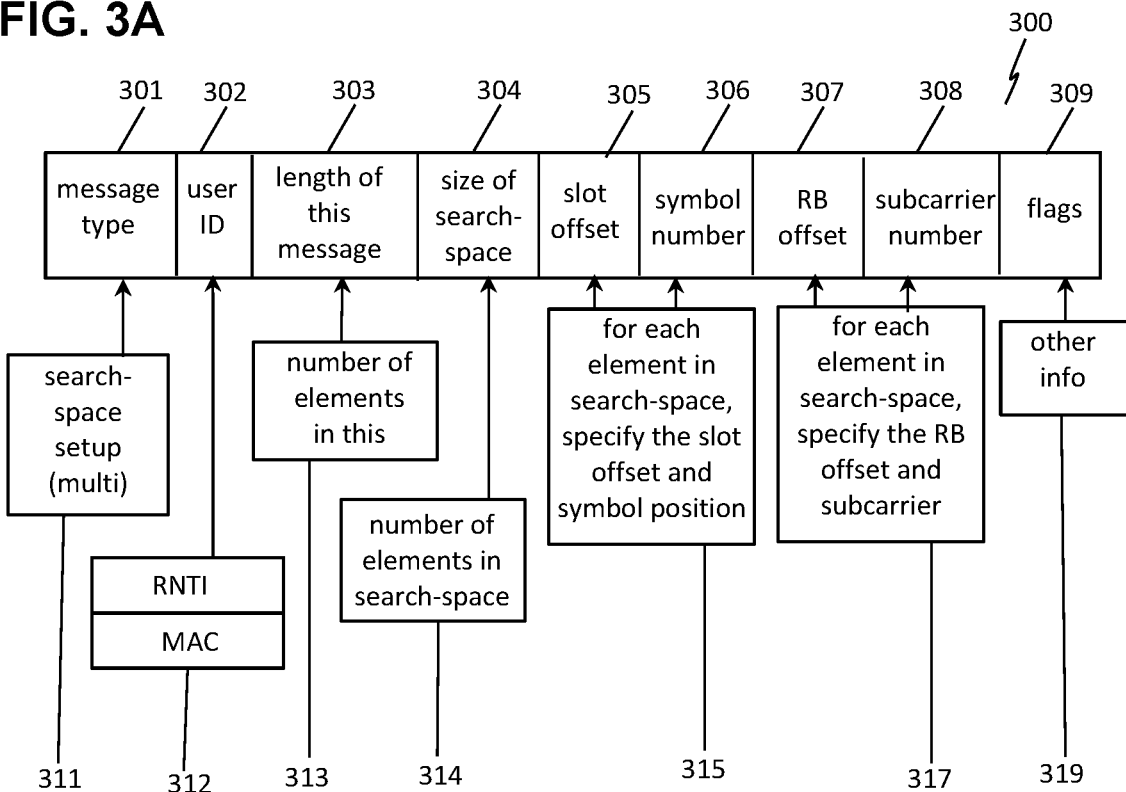 FIG. 3A
300
301
302
303
304
305
306
307
308
309
message
type
user
ID
length of
this
message
size of
search-
space
slot
offset
symbol
number
RB
offset
subcarrier
number
flags
search-
space
setup
(multi)
RNTI
MAC
number of
elements
in this
number of
elements in
search-space
for each
element in
search-space,
specify the slot
offset and
symbol position
for each
element in
search-space,
specify the RB
offset and
subcarrier
other
info
311
312
313
314
315
317
319